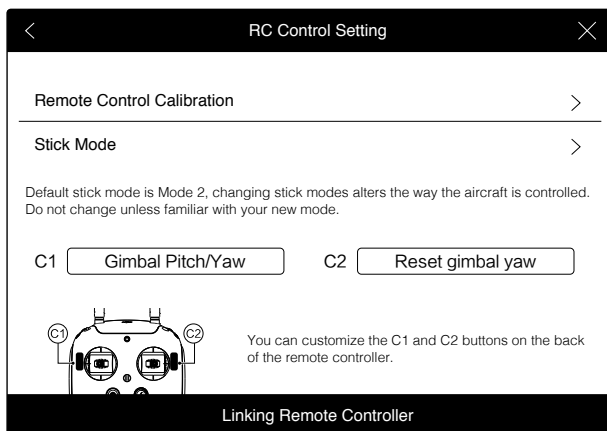 RC Control Setting
Remote Control Calibration
Stick Mode
Default stick mode is Mode 2, changing stick modes alters the way the aircraft is controlled.
Do not change unless familiar with your new mode.
C1 Gimbal Pitch/Yaw C2 Reset gimbal yaw
C1 C2
You can customize the C1 and C2 buttons on the back
of the remote controller.
Linking Remote Controller